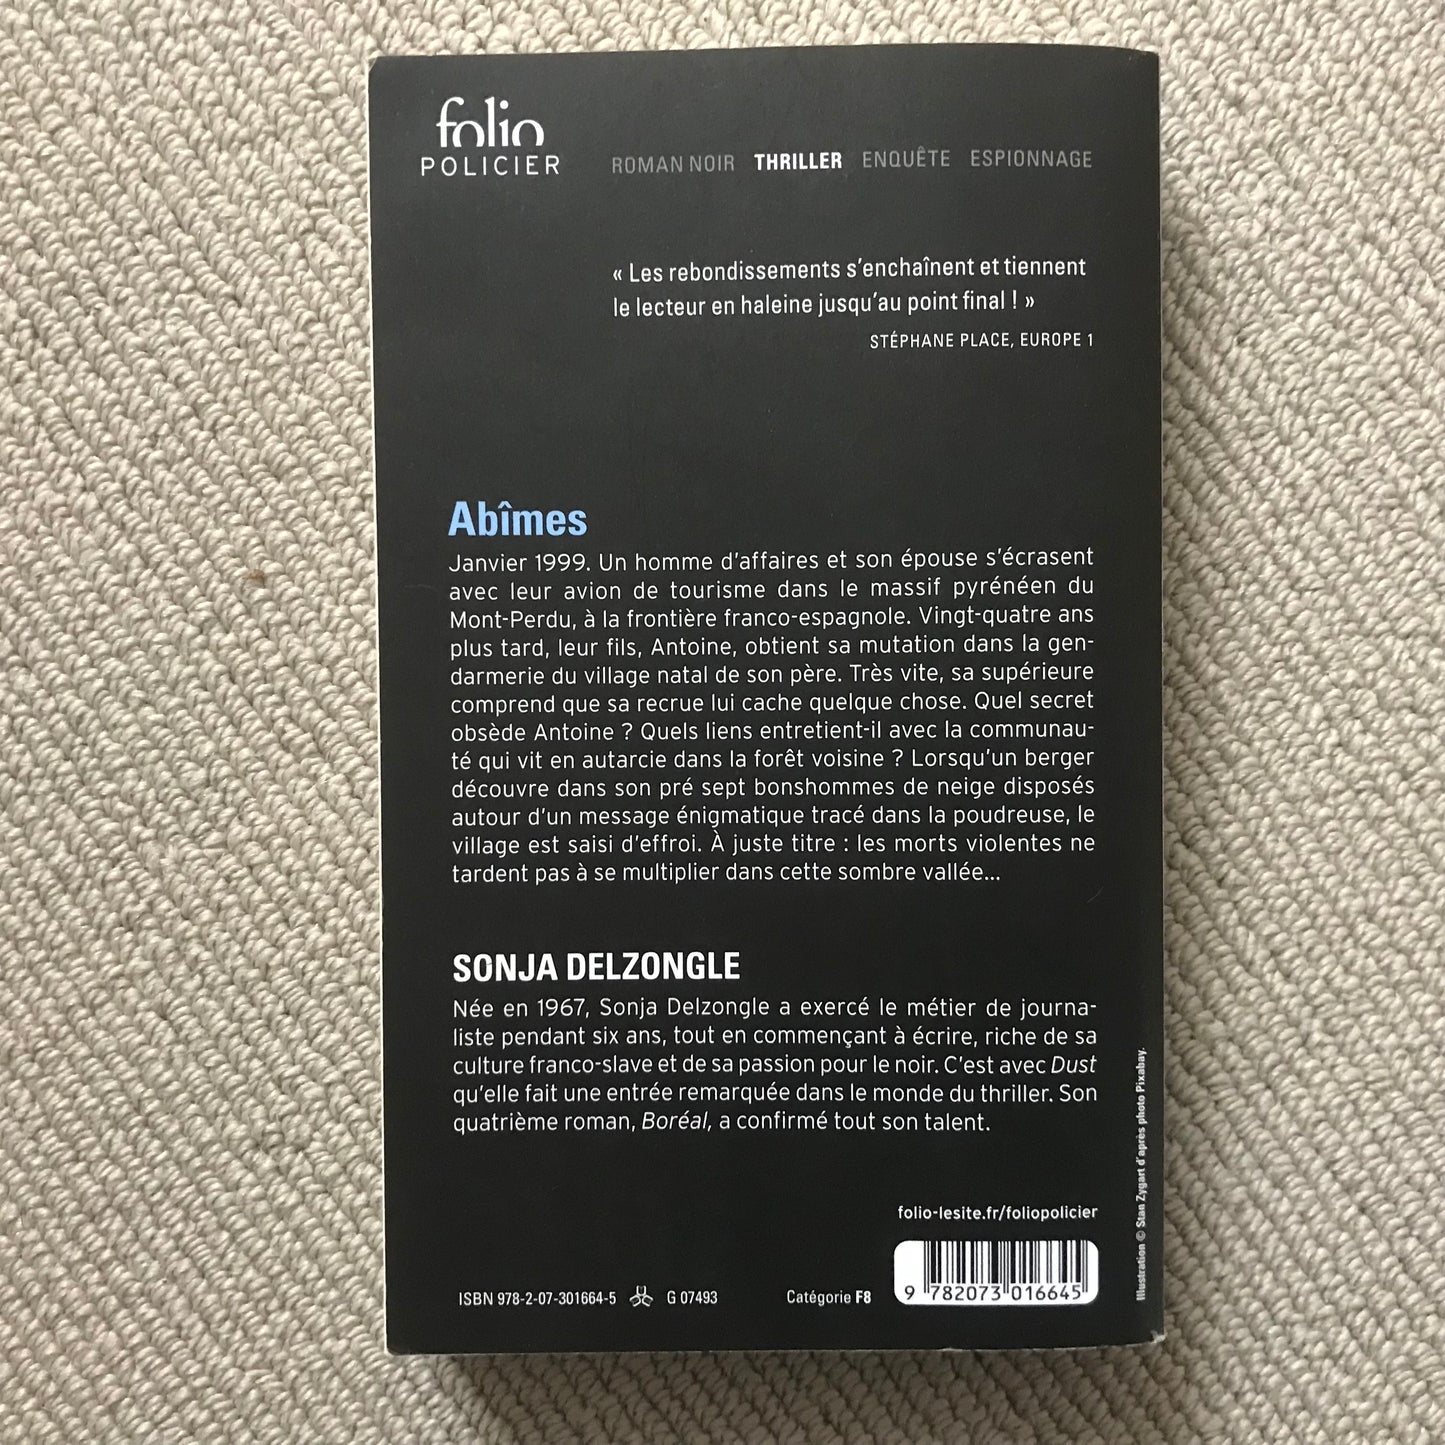 folio
POLICIER
ROMAN NOIR THRILLER ENQUÊTE ESPIONNAGE
« Les rebondissements s'enchaînent et tiennent
le lecteur en haleine jusqu'au point final ! »
STÉPHANE PLACE, EUROPE 1
Abîmes
Janvier 1999. Un homme d'affaires et son épouse s'écrasent
avec leur avion de tourisme dans le massif pyrénéen du
Mont-Perdu, à la frontière franco-espagnole. Vingt-quatre ans
plus tard, leur fils, Antoine, obtient sa mutation dans la gen-
darmerie du village natal de son père. Très vite, sa supérieure
comprend que sa recrue lui cache quelque chose. Quel secret
obsède Antoine ? Quels liens entretient-il avec la communau-
té qui vit en autarcie dans la forêt voisine ? Lorsqu'un berger
découvre dans son pré sept bonshommes de neige disposés
autour d'un message énigmatique tracé dans la poudreuse, le
village est saisi d'effroi. À juste titre : les morts violentes ne
tardent pas à se multiplier dans cette sombre vallée...
SONJA DELZONGLE
Née en 1967, Sonja Delzongle a exercé le métier de journa-
liste pendant six ans, tout en commençant à écrire, riche de sa
culture franco-slave et de sa passion pour le noir. C'est avec Dust
qu'elle fait une entrée remarquée dans le monde du thriller. Son
quatrième roman, Boréal, a confirmé tout son talent.
folio-lesite.fr/foliopolicier
ISBN 978-2-07-301664-5 G 07493 Catégorie F8
9 782073 016645
Illustration © Stan Zygart d'après photo Pixabay.